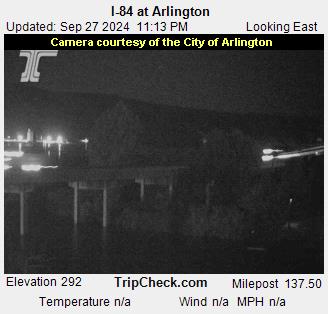 I-84 at Arlington
Updated: Sep 27 2024 11:13 PM Looking East
Camera courtesy of the City of Arlington
Elevation 292 TripCheck.com Milepost 137.50
Temperature n/a Wind n/a MPH n/a